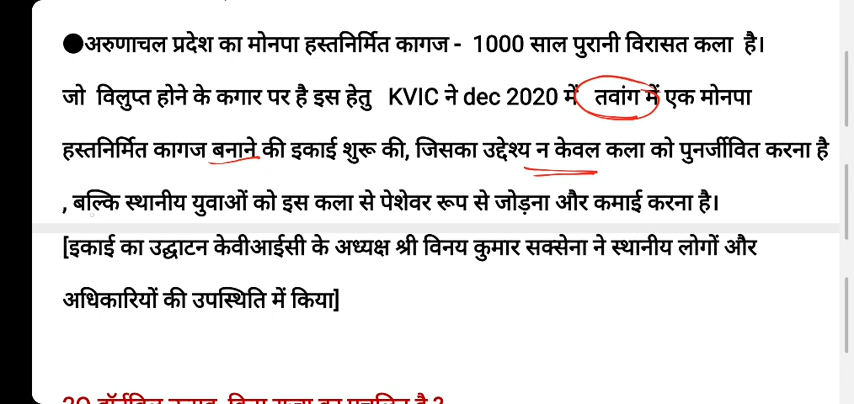 ●अरुणाचल प्रदेश का मोनपा हस्तनिर्मित कागज - 1000 साल पुरानी विरासत कला है।
जो विलुप्त होने के कगार पर है इस हेतु KVIC ने dec 2020 में तवांग में एक मोनपा
हस्तनिर्मित कागज बनाने की इकाई शुरू की, जिसका उद्देश्य न केवल कला को पुनर्जीवित करना है
, बल्कि स्थानीय युवाओं को इस कला से पेशेवर रूप से जोड़ना और कमाई करना है।
[इकाई का उद्घाटन केवीआईसी के अध्यक्ष श्री विनय कुमार सक्सेना ने स्थानीय लोगों और
अधिकारियों की उपस्थिति में किया]